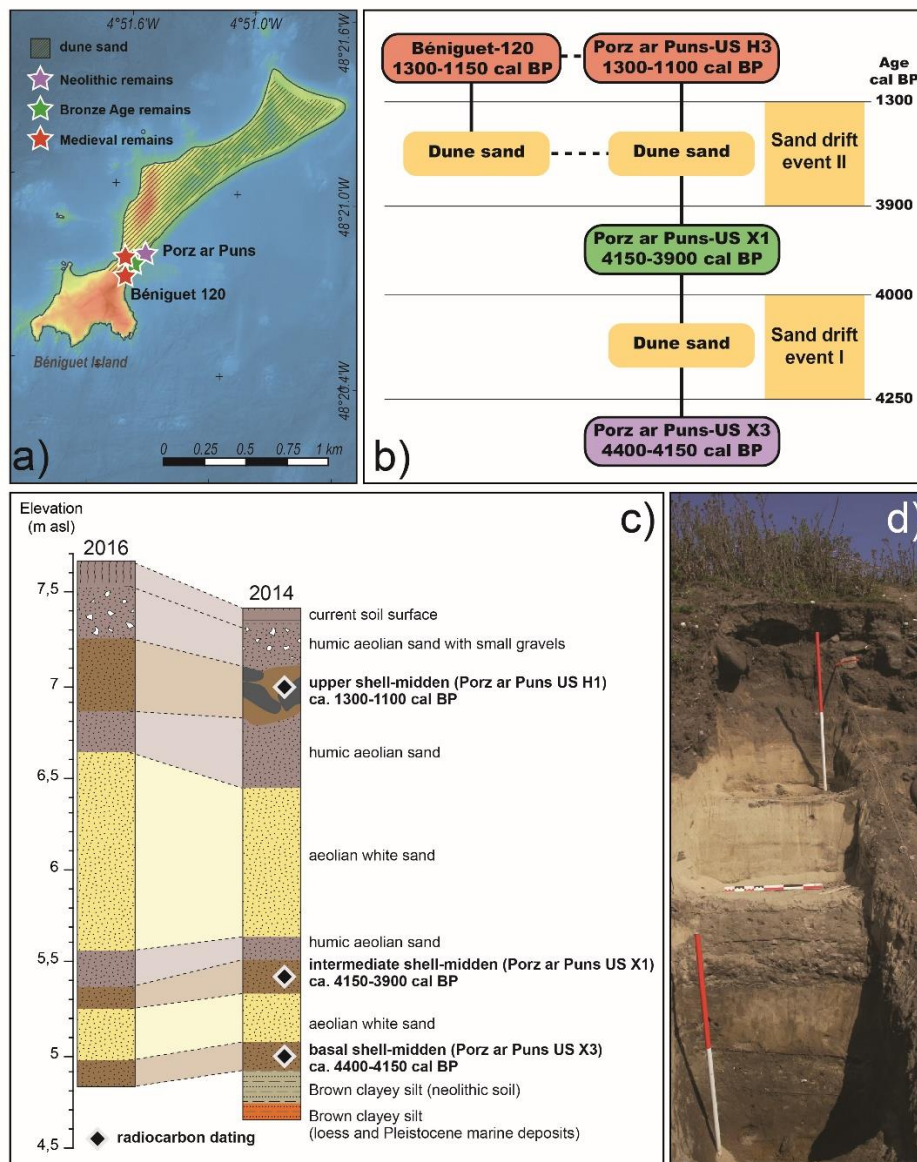 4°51.6'W
4°51.0'W
48°21.6'W
dune sand
Neolithic remains
Bronze Age remains
Medieval remains
48°21.0'W
Porz ar Puns
Béniguet 120
Béniguet Island
48°20.4'W
0 0.25 0.5 0.75 1 km
a)
Béniguet-120
1300-1150 cal BP
Porz ar Puns-US H3
1300-1100 cal BP
Age
cal BP
1300
Dune sand
Dune sand
Sand drift
event II
3900
Porz ar Puns-US X1
4150-3900 cal BP
4000
Dune sand
Sand drift
event I
4250
Porz ar Puns-US X3
4400-4150 cal BP
b)
Elevation
(m asl)
c)
2016
2014
7,5
current soil surface
humic aeolian sand with small gravels
7
upper shell-midden (Porz ar Puns US H1)
ca. 1300-1100 cal BP
humic aeolian sand
6,5
aeolian white sand
6
humic aeolian sand
5,5
intermediate shell-midden (Porz ar Puns US X1)
ca. 4150-3900 cal BP
aeolian white sand
5
basal shell-midden (Porz ar Puns US X3)
ca. 4400-4150 cal BP
Brown clayey silt (neolithic soil)
Brown clayey silt
(loess and Pleistocene marine deposits)
4,5
radiocarbon dating
d)